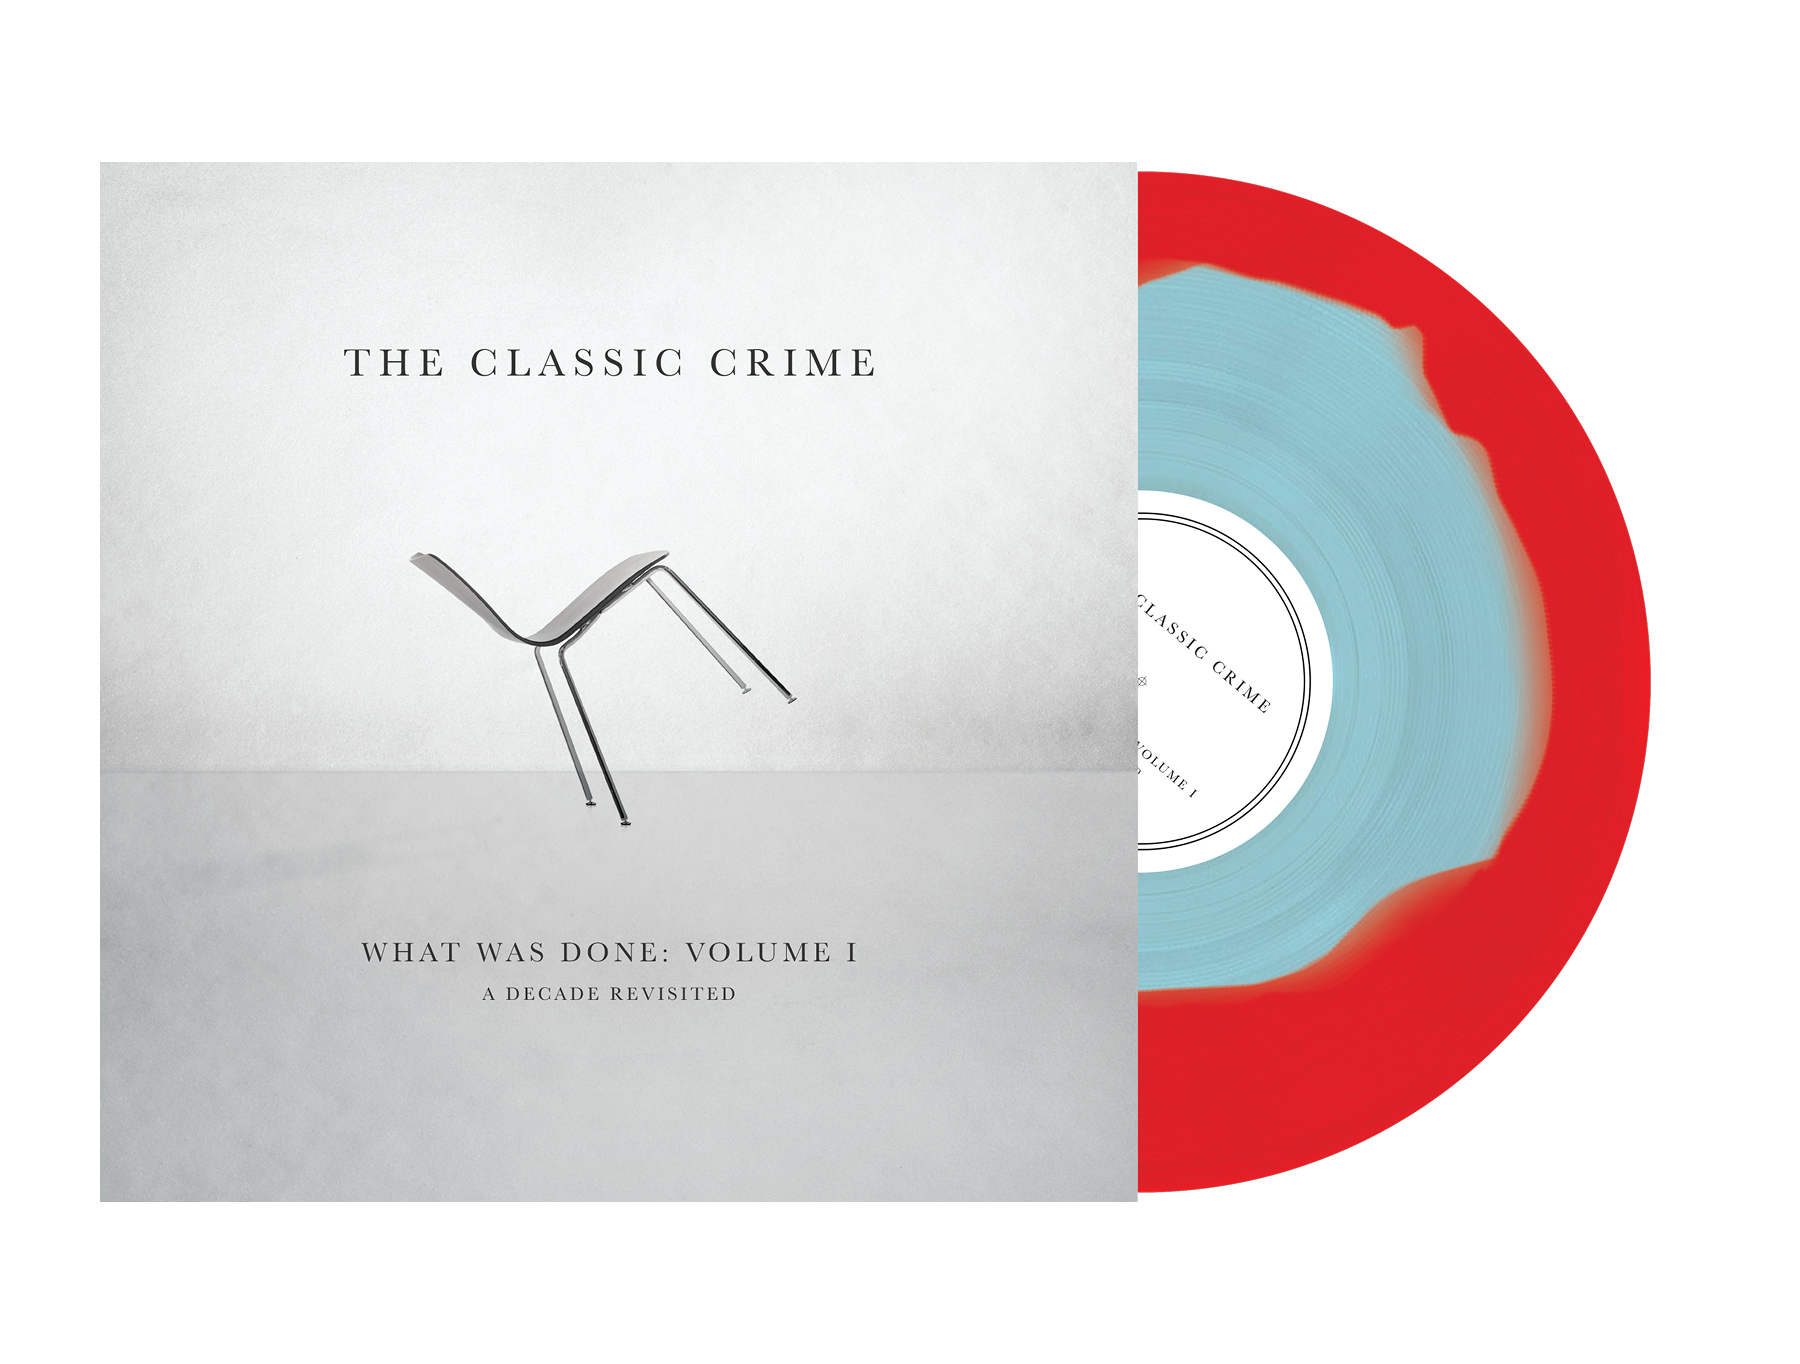 THE CLASSIC CRIME
WHAT WAS DONE: VOLUME I
A DECADE REVISITED
CLASSIC CRIME
VOLUME I